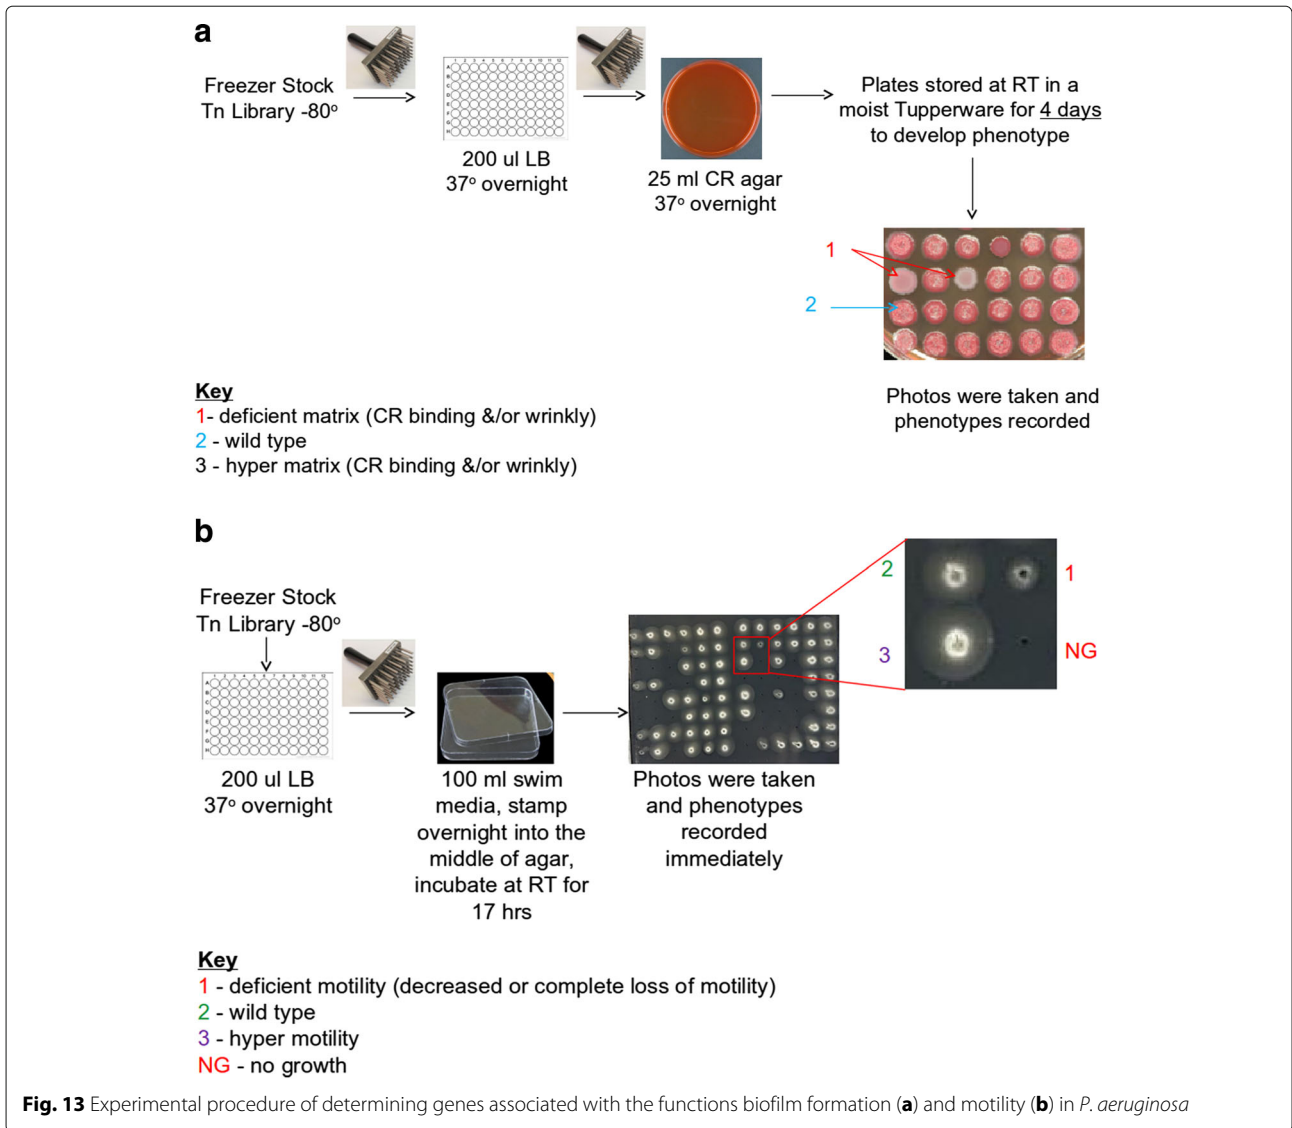 a
Freezer Stock
Tn Library -80°
200 ul LB
37° overnight
25 ml CR agar
37° overnight
Plates stored at RT in a
moist Tupperware for 4 days
to develop phenotype
1
2
Photos were taken and
phenotypes recorded
Key
1- deficient matrix (CR binding &/or wrinkly)
2 - wild type
3 - hyper matrix (CR binding &/or wrinkly)
b
Freezer Stock
Tn Library -80°
200 ul LB
37° overnight
100 ml swim
media, stamp
overnight into the
middle of agar,
incubate at RT for
17 hrs
Photos were taken
and phenotypes
recorded
immediately
2
1
3
NG
Key
1 - deficient motility (decreased or complete loss of motility)
2 - wild type
3 - hyper motility
NG - no growth
Fig. 13 Experimental procedure of determining genes associated with the functions biofilm formation (a) and motility (b) in P. aeruginosa